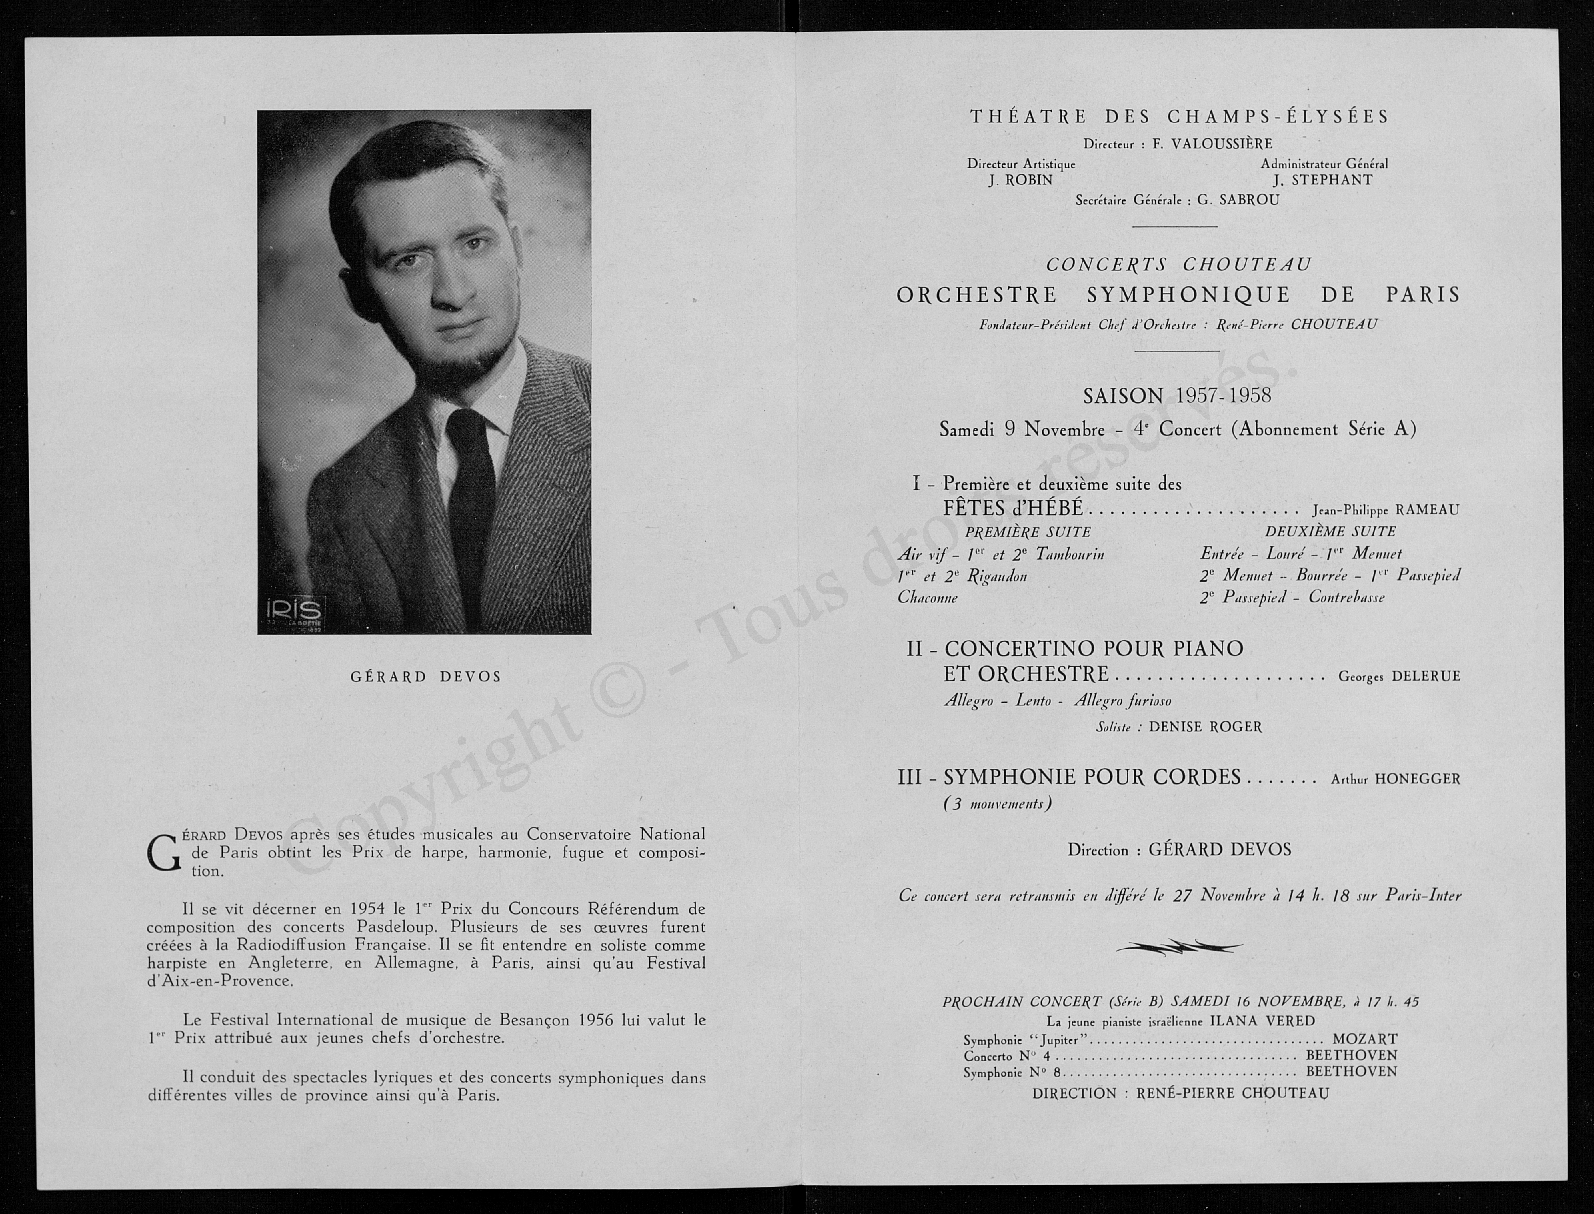 IRIS
GÉRARD DEVOS
GÉRARD DEVOS après ses études musicales au Conservatoire National
de Paris obtint les Prix de harpe, harmonie, fugue et composi-
tion.
Il se vit décerner en 1954 le 1er Prix du Concours Référendum de
composition des concerts Pasdeloup. Plusieurs de ses œuvres furent
créées à la Radiodiffusion Française. Il se fit entendre en soliste comme
harpiste en Angleterre, en Allemagne, à Paris, ainsi qu'au Festival
d'Aix-en-Provence.
Le Festival International de musique de Besançon 1956 lui valut le
1er Prix attribué aux jeunes chefs d'orchestre.
Il conduit des spectacles lyriques et des concerts symphoniques dans
différentes villes de province ainsi qu'à Paris.
THÉATRE DES CHAMPS-ÉLYSÉES
Directeur : F. VALOUSSIÈRE
Directeur Artistique Administrateur Général
J. ROBIN J. STEPHANT
Secrétaire Générale : G. SABROU
CONCERTS CHOUTEAU
ORCHESTRE SYMPHONIQUE DE PARIS
Fondateur-Président Chef d'Orchestre : René-Pierre CHOUTEAU
SAISON 1957-1958
Samedi 9 Novembre - 4e Concert (Abonnement Série A)
I - Première et deuxième suite des
FÊTES d'HÉBÉ.................... Jean-Philippe RAMEAU
PREMIÈRE SUITE DEUXIÈME SUITE
Air vif - 1er et 2e Tambourin Entrée - Louré - 1er Menuet
1er et 2e Rigaudon 2e Menuet - Bourrée - 1er Passepied
Chaconne 2e Passepied - Contrebasse
II - CONCERTINO POUR PIANO
ET ORCHESTRE.................... Georges DELERUE
Allegro - Lento - Allegro furioso
Soliste : DENISE ROGER
III - SYMPHONIE POUR CORDES....... Arthur HONEGGER
(3 mouvements)
Direction : GÉRARD DEVOS
Ce concert sera retransmis en différé le 27 Novembre à 14 h. 18 sur Paris-Inter
PROCHAIN CONCERT (Série B) SAMEDI 16 NOVEMBRE, à 17 h. 45
La jeune pianiste israëlienne ILANA VERED
Symphonie "Jupiter"................................ MOZART
Concerto No 4................................. BEETHOVEN
Symphonie No 8................................ BEETHOVEN
DIRECTION : RENÉ-PIERRE CHOUTEAU
Copyright © - Tous droits réservés.